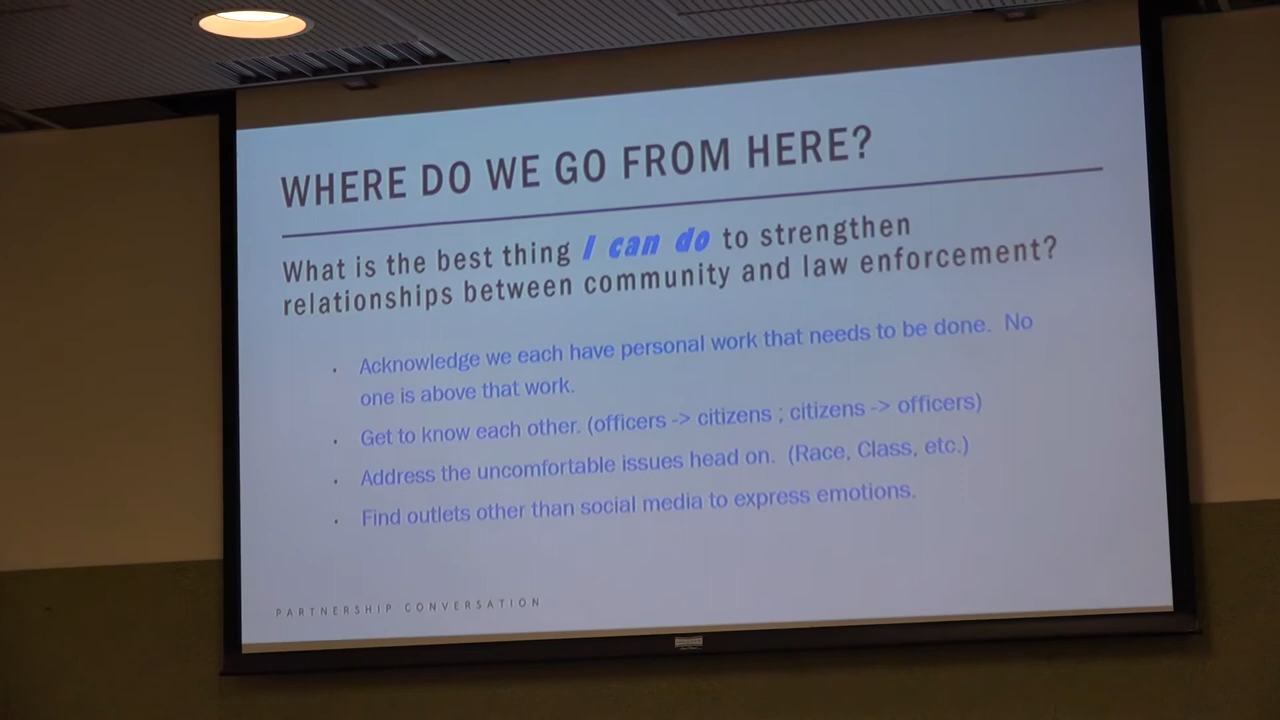 WHERE DO WE GO FROM HERE?
What is the best thing I can do to strengthen
relationships between community and law enforcement?
• Acknowledge we each have personal work that needs to be done. No
one is above that work.
• Get to know each other. (officers -> citizens ; citizens -> officers)
• Address the uncomfortable issues head on. (Race, Class, etc.)
• Find outlets other than social media to express emotions.
PARTNERSHIP CONVERSATION